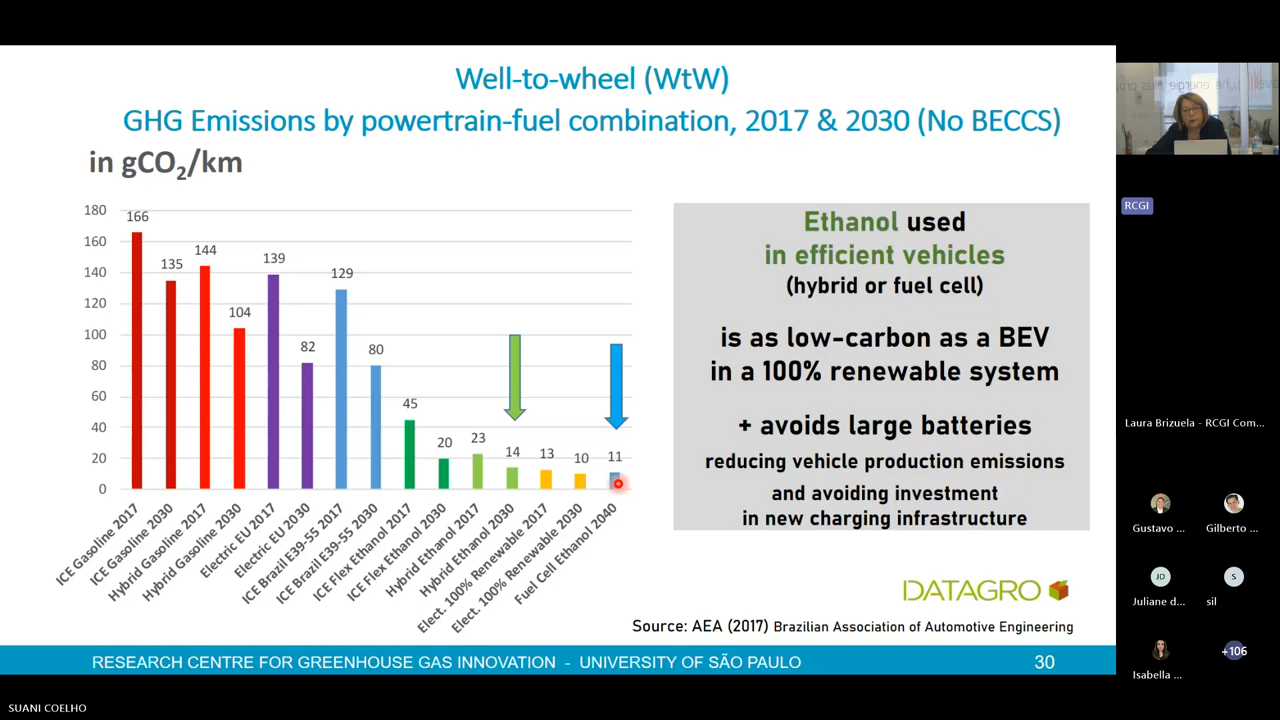 Well-to-wheel (WtW)
GHG Emissions by powertrain-fuel combination, 2017 & 2030 (No BECCS)
in gCO₂/km
180
160
140
120
100
80
60
40
20
0
166
135
144
104
139
82
129
80
45
20
23
14
13
10
11
ICE Gasoline 2017
ICE Gasoline 2030
Hybrid Gasoline 2017
Hybrid Gasoline 2030
Electric EU 2017
Electric EU 2030
ICE Brazil E39-55 2017
ICE Brazil E39-55 2030
ICE Flex Ethanol 2017
ICE Flex Ethanol 2030
Hybrid Ethanol 2017
Hybrid Ethanol 2030
Elect. 100% Renewable 2017
Elect. 100% Renewable 2030
Fuel Cell Ethanol 2040
Ethanol used
in efficient vehicles
(hybrid or fuel cell)
is as low-carbon as a BEV
in a 100% renewable system
+ avoids large batteries
reducing vehicle production emissions
and avoiding investment
in new charging infrastructure
DATAGRO
Source: AEA (2017) Brazilian Association of Automotive Engineering
RESEARCH CENTRE FOR GREENHOUSE GAS INNOVATION - UNIVERSITY OF SÃO PAULO
30
RCGI
Laura Brizuela - RCGI Com...
Gustavo ...
Gilberto ...
JD
S
Juliane d...
sil
+106
Isabella ...
SUANI COELHO